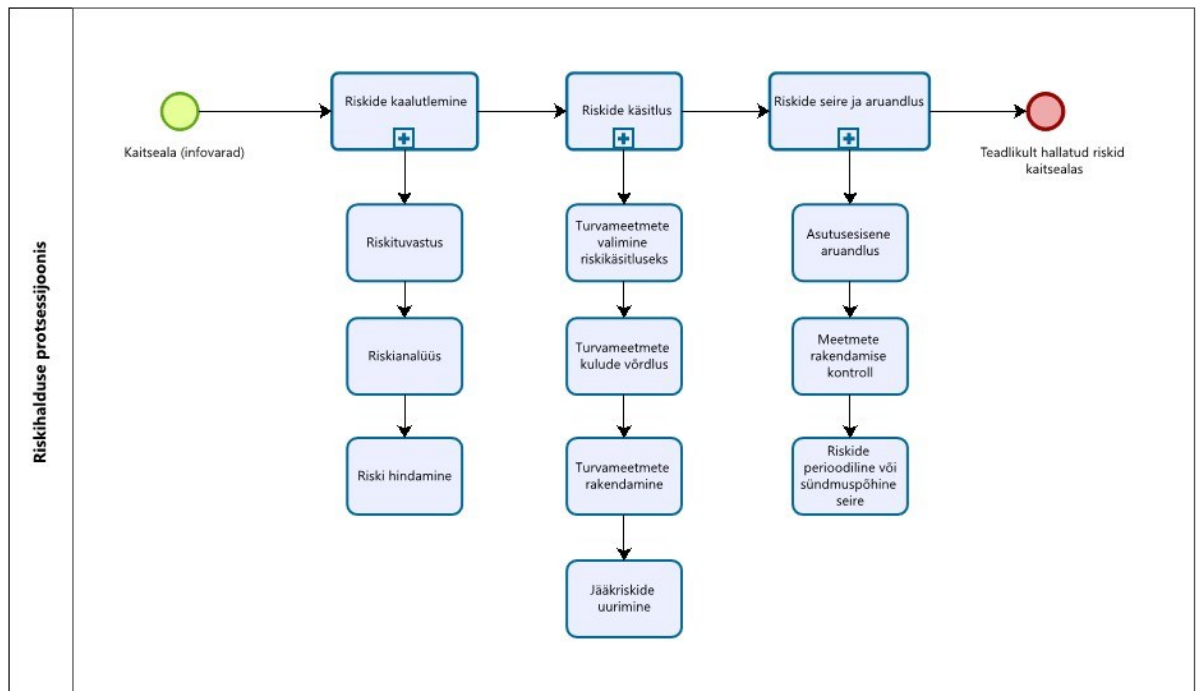 Riskihalduse protsessijoonis
Kaitseala (infovarad)
Riskide kaalutlemine
Riskide käsitlus
Riskide seire ja aruandlus
Teadlikult hallatud riskid
kaitsealas
Riskituvastus
Riskianalüüs
Riski hindamine
Turvameetmete
valimine
riskikäsitluseks
Turvameetmete
kulude võrdlus
Turvameetmete
rakendamine
Jääkriskide
uurimine
Asutusesisene
aruandlus
Meetmete
rakendamise
kontroll
Riskide
perioodiline või
sündmuspõhine
seire